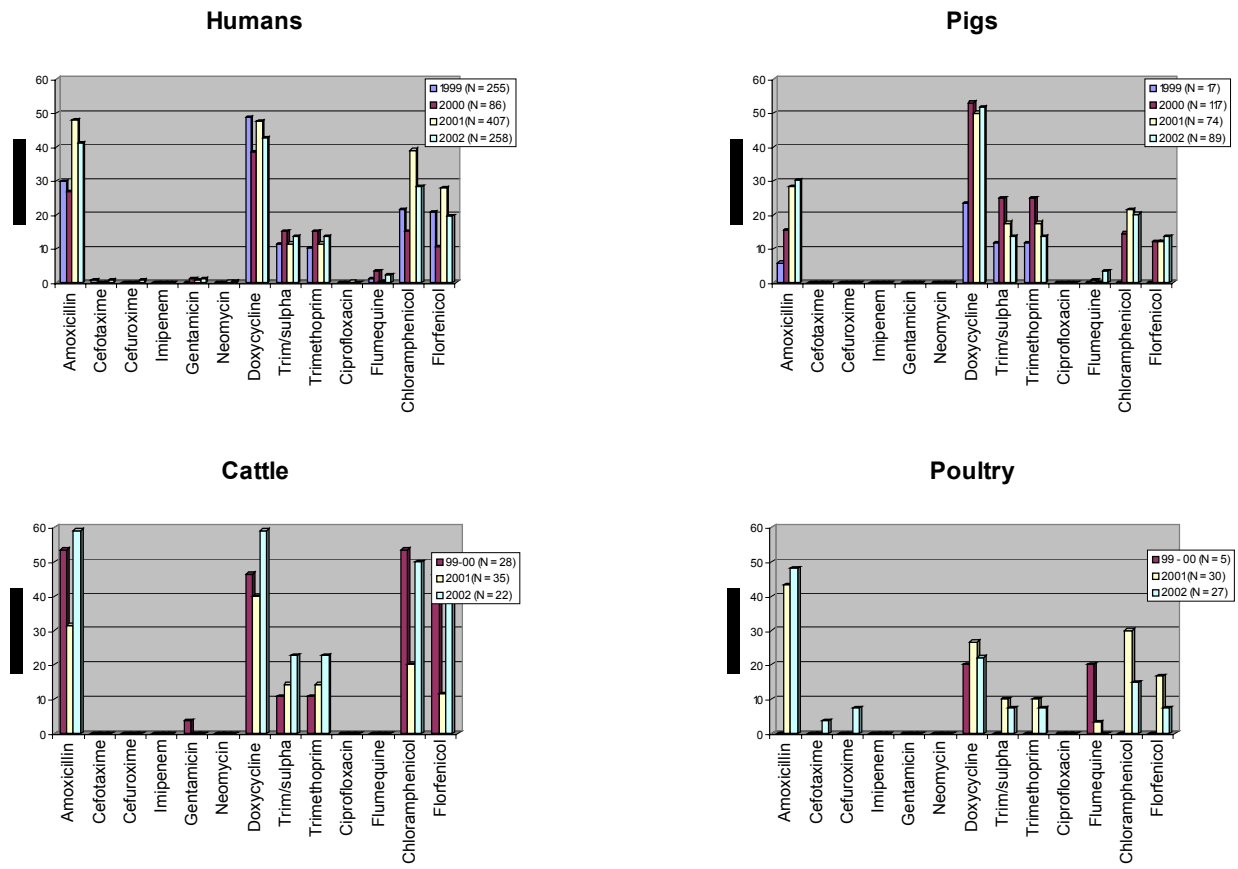 Humans
60
50
40
30
20
10
0
1999 (N = 255)
2000 (N = 86)
2001 (N = 407)
2002 (N = 258)
Amoxicillin
Cefotaxime
Cefuroxime
Imipenem
Gentamicin
Neomycin
Doxycycline
Trim/sulpha
Trimethoprim
Ciprofloxacin
Flumequine
Chloramphenicol
Florfenicol
Pigs
60
50
40
30
20
10
0
1999 (N = 17)
2000 (N = 117)
2001 (N = 74)
2002 (N = 89)
Amoxicillin
Cefotaxime
Cefuroxime
Imipenem
Gentamicin
Neomycin
Doxycycline
Trim/sulpha
Trimethoprim
Ciprofloxacin
Flumequine
Chloramphenicol
Florfenicol
Cattle
60
50
40
30
20
10
0
99-00 (N = 28)
2001 (N = 35)
2002 (N = 22)
Amoxicillin
Cefotaxime
Cefuroxime
Imipenem
Gentamicin
Neomycin
Doxycycline
Trim/sulpha
Trimethoprim
Ciprofloxacin
Flumequine
Chloramphenicol
Florfenicol
Poultry
60
50
40
30
20
10
0
99 - 00 (N = 5)
2001 (N = 30)
2002 (N = 27)
Amoxicillin
Cefotaxime
Cefuroxime
Imipenem
Gentamicin
Neomycin
Doxycycline
Trim/sulpha
Trimethoprim
Ciprofloxacin
Flumequine
Chloramphenicol
Florfenicol